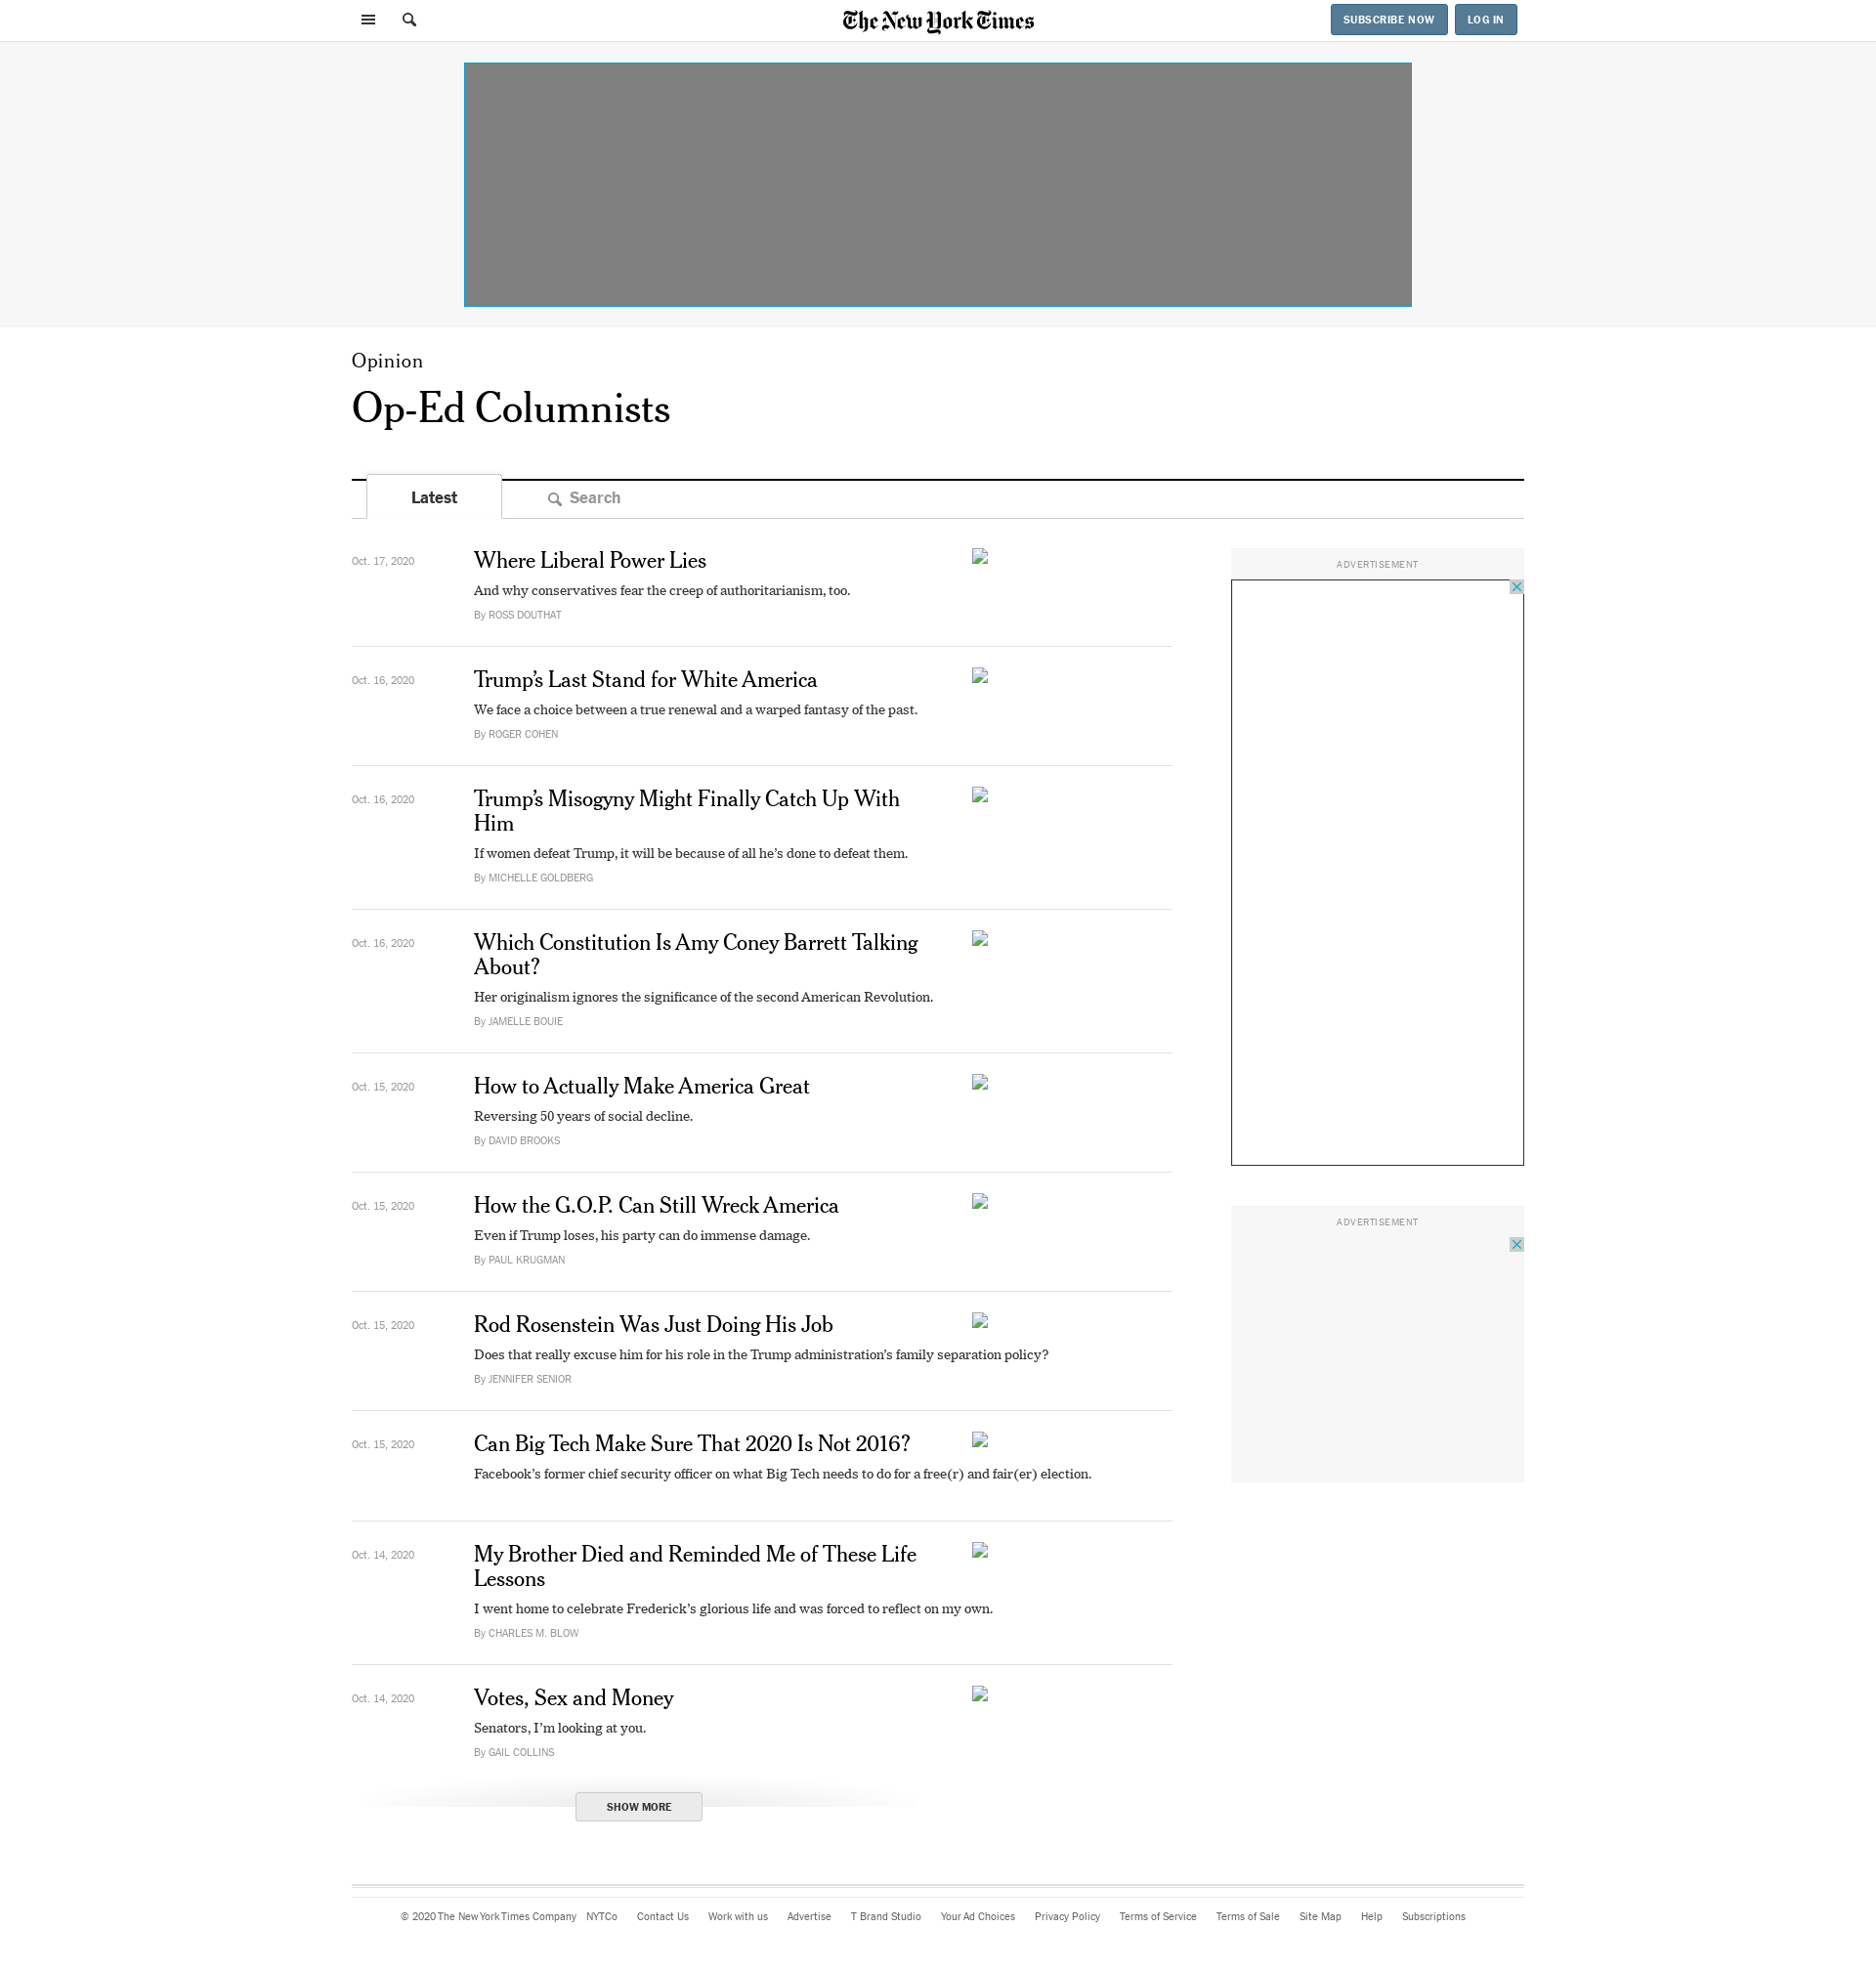 The New York Times
SUBSCRIBE NOW
LOG IN
Opinion
Op-Ed Columnists
Latest
Search
Oct. 17, 2020
Where Liberal Power Lies
And why conservatives fear the creep of authoritarianism, too.
By ROSS DOUTHAT
ADVERTISEMENT
Oct. 16, 2020
Trump’s Last Stand for White America
We face a choice between a true renewal and a warped fantasy of the past.
By ROGER COHEN
Oct. 16, 2020
Trump’s Misogyny Might Finally Catch Up With
Him
If women defeat Trump, it will be because of all he’s done to defeat them.
By MICHELLE GOLDBERG
Oct. 16, 2020
Which Constitution Is Amy Coney Barrett Talking
About?
Her originalism ignores the significance of the second American Revolution.
By JAMELLE BOUIE
Oct. 15, 2020
How to Actually Make America Great
Reversing 50 years of social decline.
By DAVID BROOKS
Oct. 15, 2020
How the G.O.P. Can Still Wreck America
Even if Trump loses, his party can do immense damage.
By PAUL KRUGMAN
ADVERTISEMENT
Oct. 15, 2020
Rod Rosenstein Was Just Doing His Job
Does that really excuse him for his role in the Trump administration’s family separation policy?
By JENNIFER SENIOR
Oct. 15, 2020
Can Big Tech Make Sure That 2020 Is Not 2016?
Facebook’s former chief security officer on what Big Tech needs to do for a free(r) and fair(er) election.
Oct. 14, 2020
My Brother Died and Reminded Me of These Life
Lessons
I went home to celebrate Frederick’s glorious life and was forced to reflect on my own.
By CHARLES M. BLOW
Oct. 14, 2020
Votes, Sex and Money
Senators, I’m looking at you.
By GAIL COLLINS
SHOW MORE
© 2020 The New York Times Company NYTCo Contact Us Work with us Advertise T Brand Studio Your Ad Choices Privacy Policy Terms of Service Terms of Sale Site Map Help Subscriptions